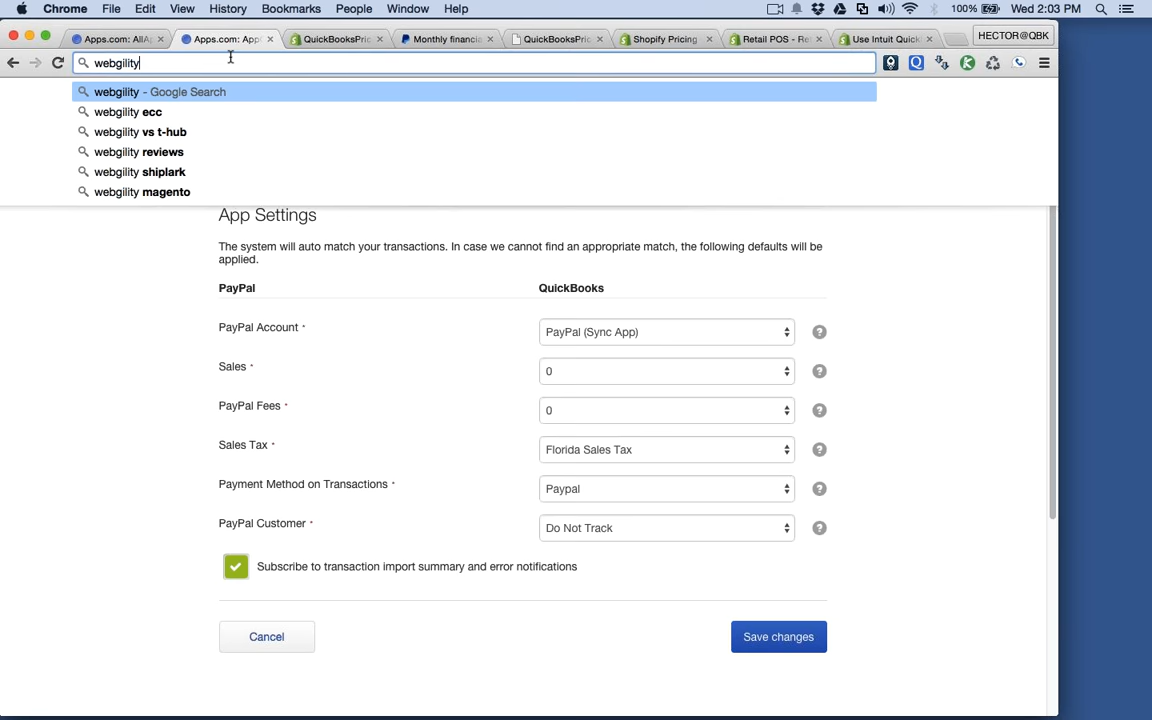 Chrome File Edit View History Bookmarks People Window Help 100% Wed 2:03 PM
Apps.com: AllA Apps.com: App QuickBooksPric Monthly financia QuickBooksPric Shopify Pricing Retail POS - Re Use Intuit Quick HECTOR@QBK
webgility
webgility - Google Search
webgility ecc
webgility vs t-hub
webgility reviews
webgility shiplark
webgility magento
App Settings
The system will auto match your transactions. In case we cannot find an appropriate match, the following defaults will be
applied.
PayPal QuickBooks
PayPal Account * PayPal (Sync App) ?
Sales * 0 ?
PayPal Fees * 0 ?
Sales Tax * Florida Sales Tax ?
Payment Method on Transactions * Paypal ?
PayPal Customer * Do Not Track ?
Subscribe to transaction import summary and error notifications
Cancel Save changes